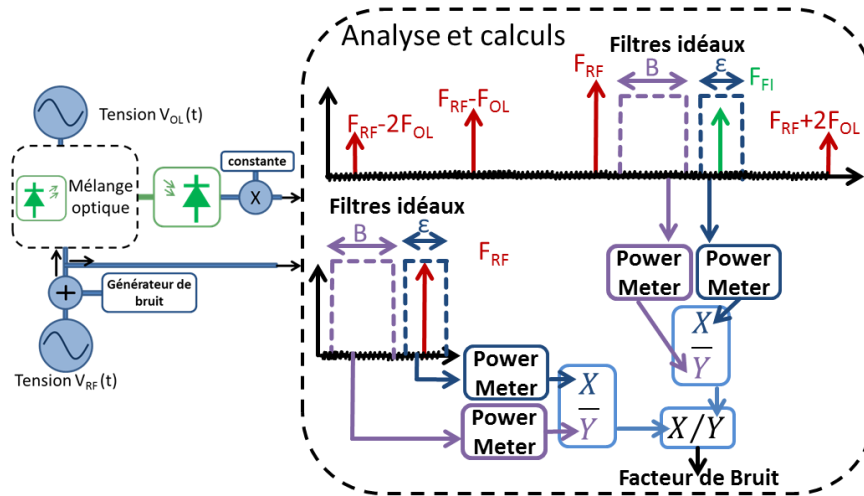 Analyse et calculs
Filtres idéaux
B
ε
F_RF
F_FI
F_RF-F_OL
F_RF-2F_OL
F_RF+2F_OL
Tension V_OL(t)
Mélange
optique
constante
X
Générateur de
bruit
+
Tension V_RF(t)
Filtres idéaux
B
ε
F_RF
Power
Meter
Power
Meter
X
Y
Power
Meter
Power
Meter
X
Y
X/Y
Facteur de Bruit